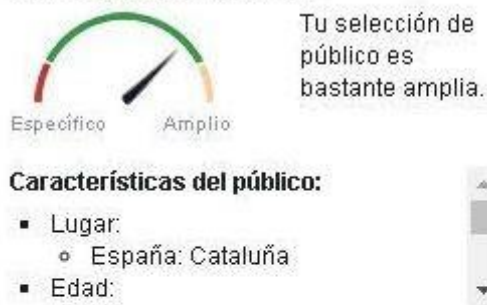 Tu selección de
público es
bastante amplia.
Específico Amplio
Características del público:
Lugar:
España: Cataluña
Edad: